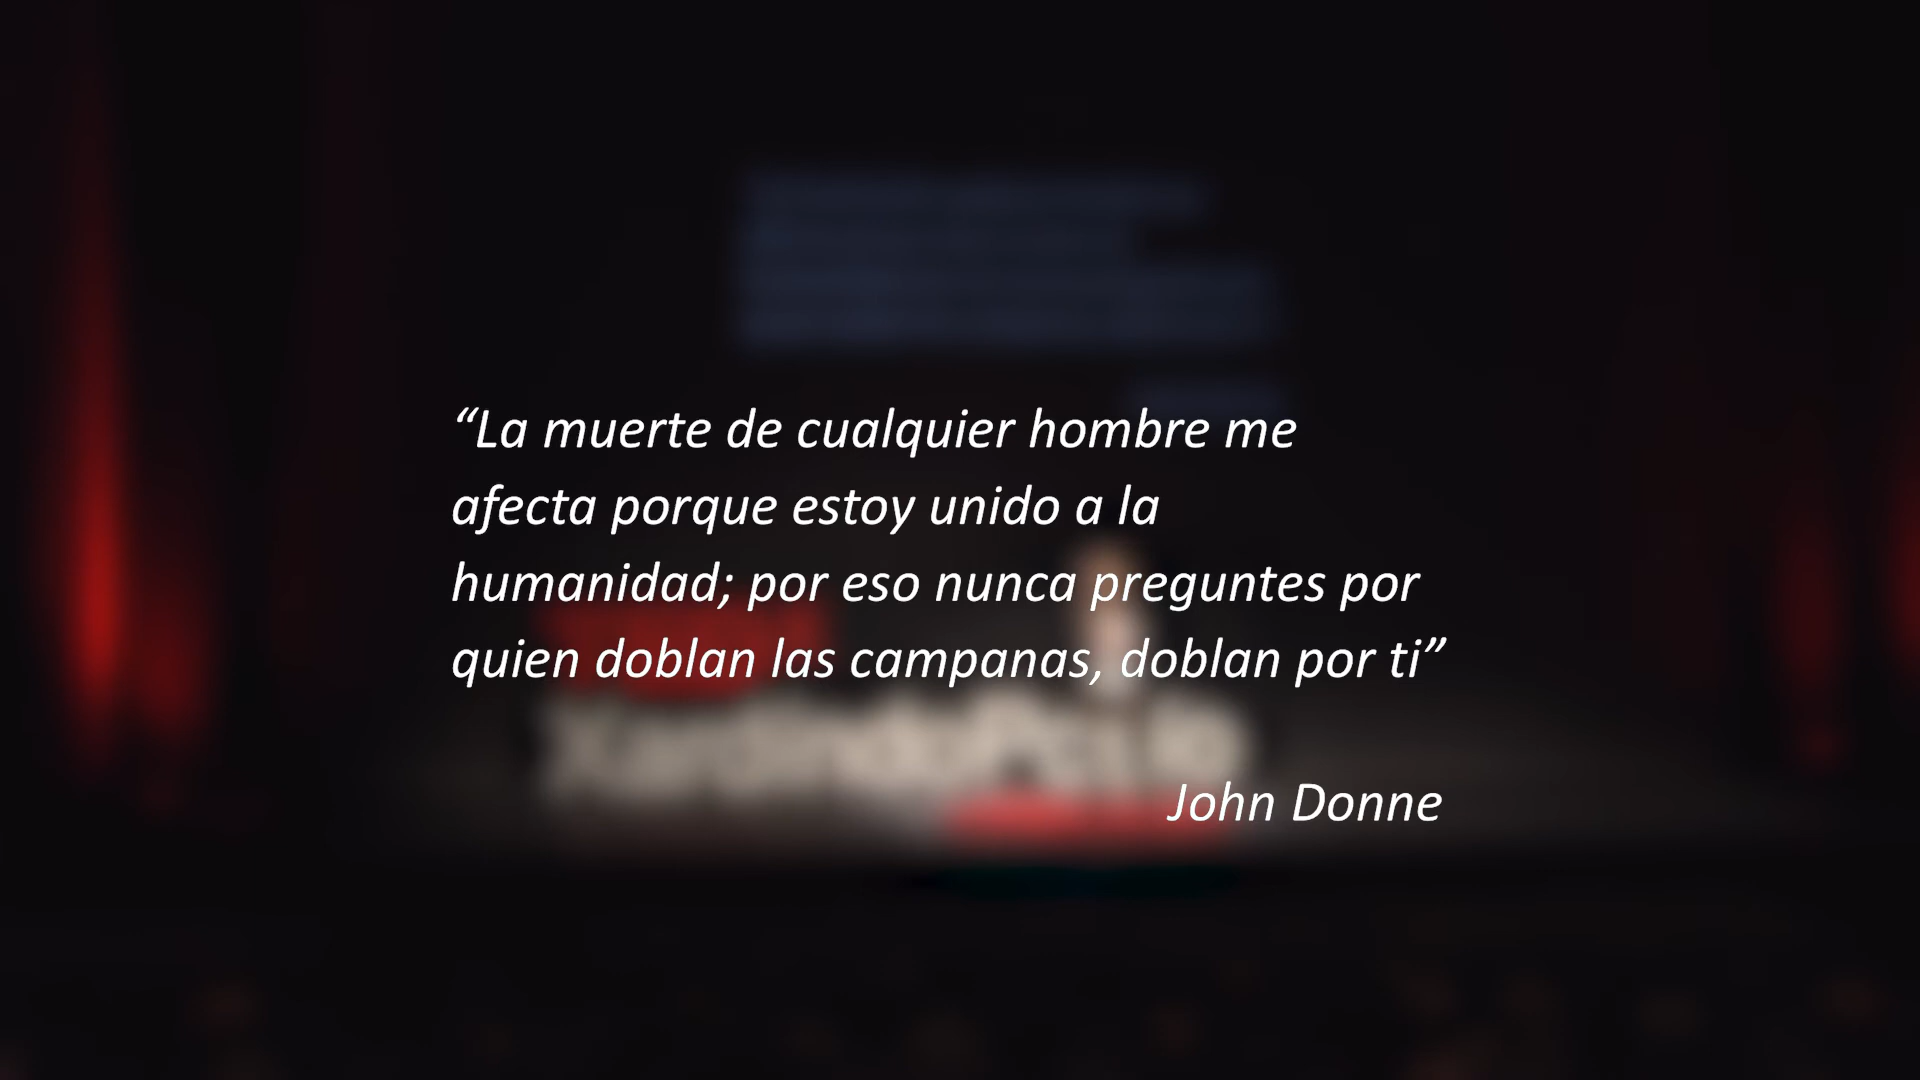 “La muerte de cualquier hombre me
afecta porque estoy unido a la
humanidad; por eso nunca preguntes por
quien doblan las campanas, doblan por ti”
John Donne